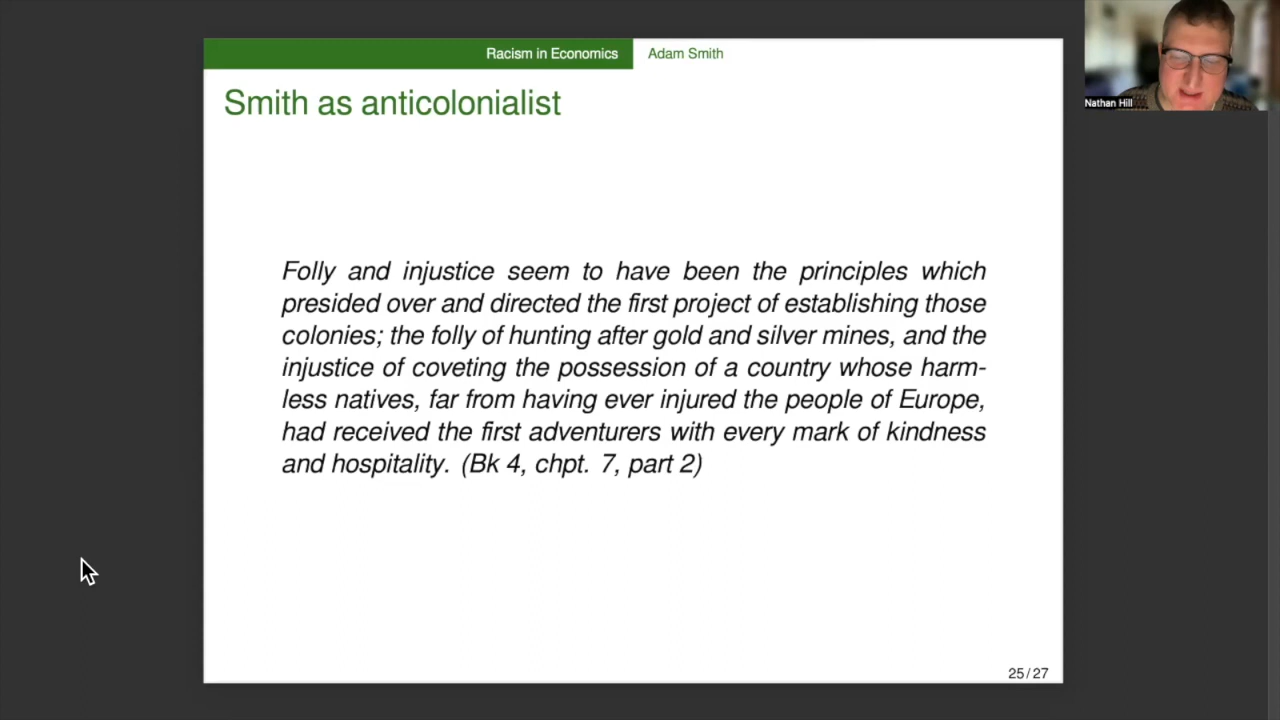 Racism in Economics
Adam Smith
Smith as anticolonialist
Nathan Hill
Folly and injustice seem to have been the principles which
presided over and directed the first project of establishing those
colonies; the folly of hunting after gold and silver mines, and the
injustice of coveting the possession of a country whose harm-
less natives, far from having ever injured the people of Europe,
had received the first adventurers with every mark of kindness
and hospitality. (Bk 4, chpt. 7, part 2)
25 / 27